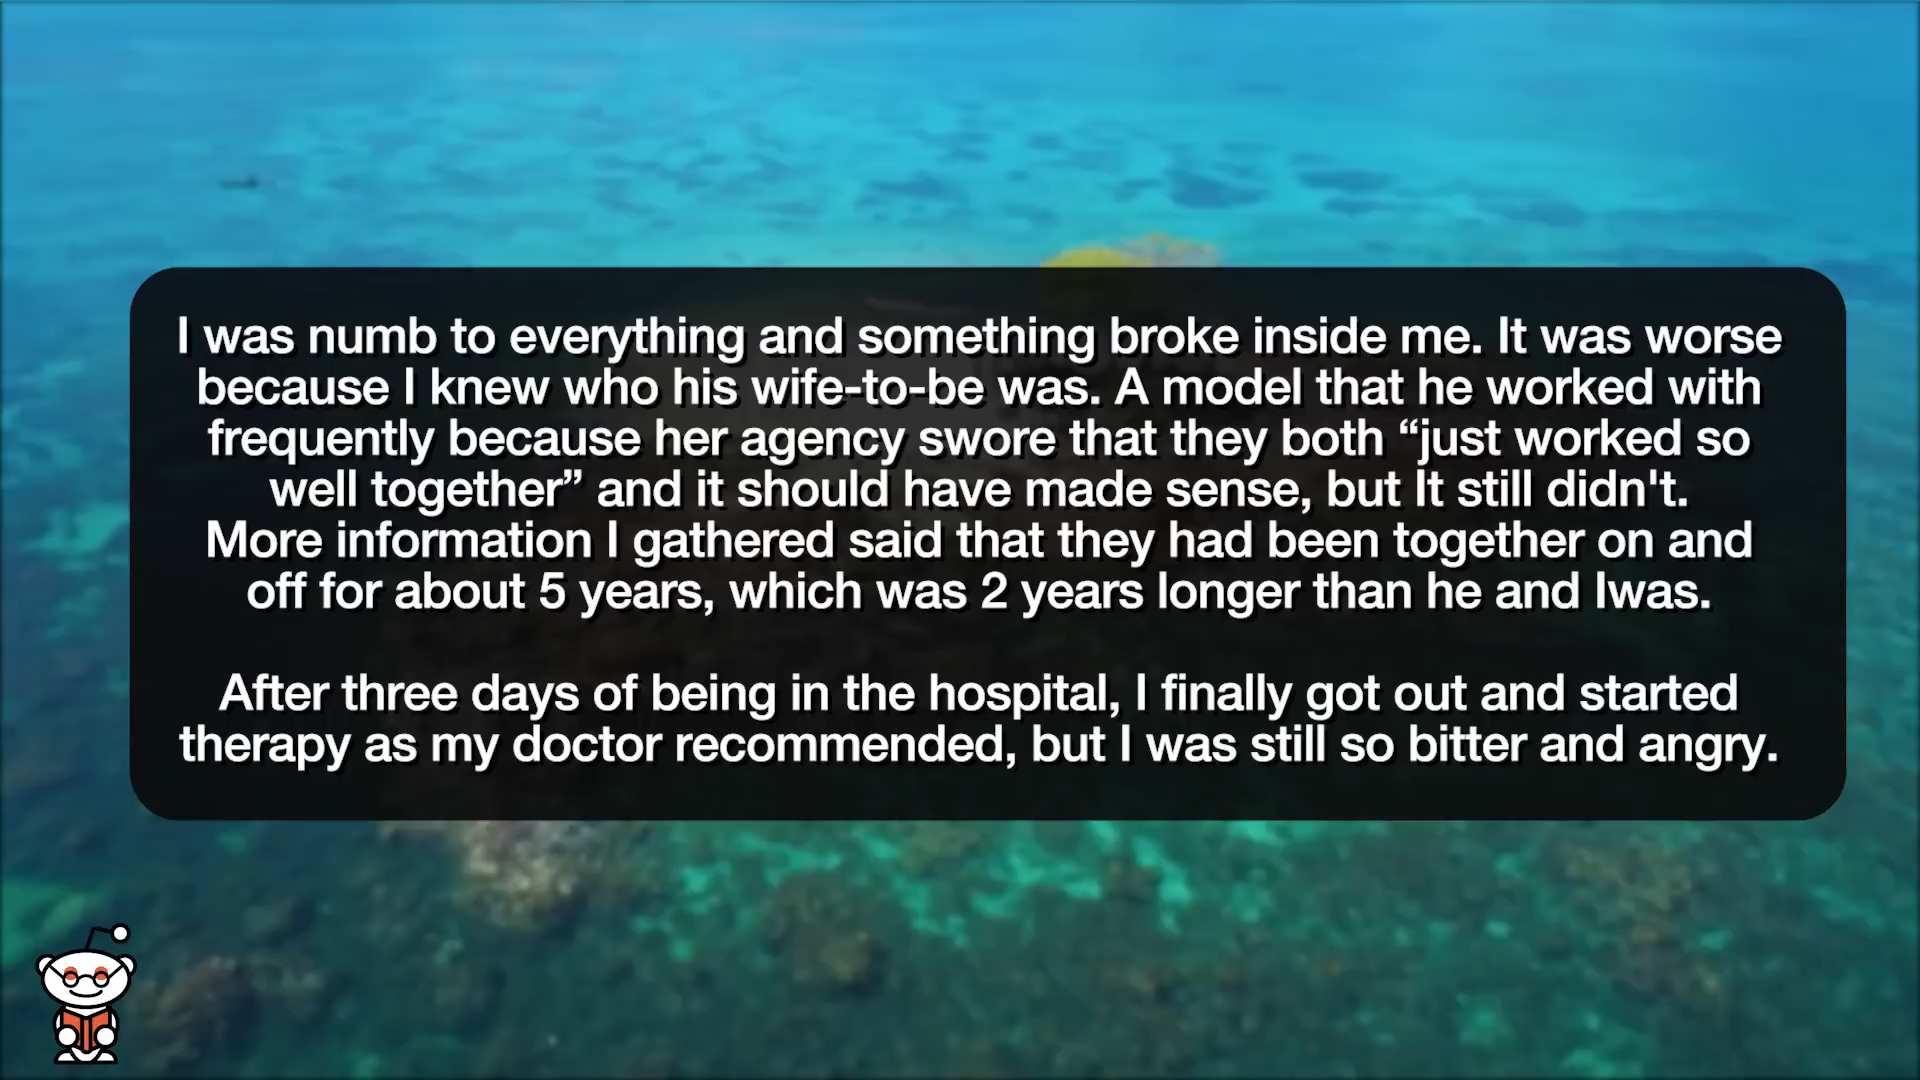 I was numb to everything and something broke inside me. It was worse
because I knew who his wife-to-be was. A model that he worked with
frequently because her agency swore that they both “just worked so
well together” and it should have made sense, but It still didn't.
More information I gathered said that they had been together on and
off for about 5 years, which was 2 years longer than he and Iwas.
After three days of being in the hospital, I finally got out and started
therapy as my doctor recommended, but I was still so bitter and angry.